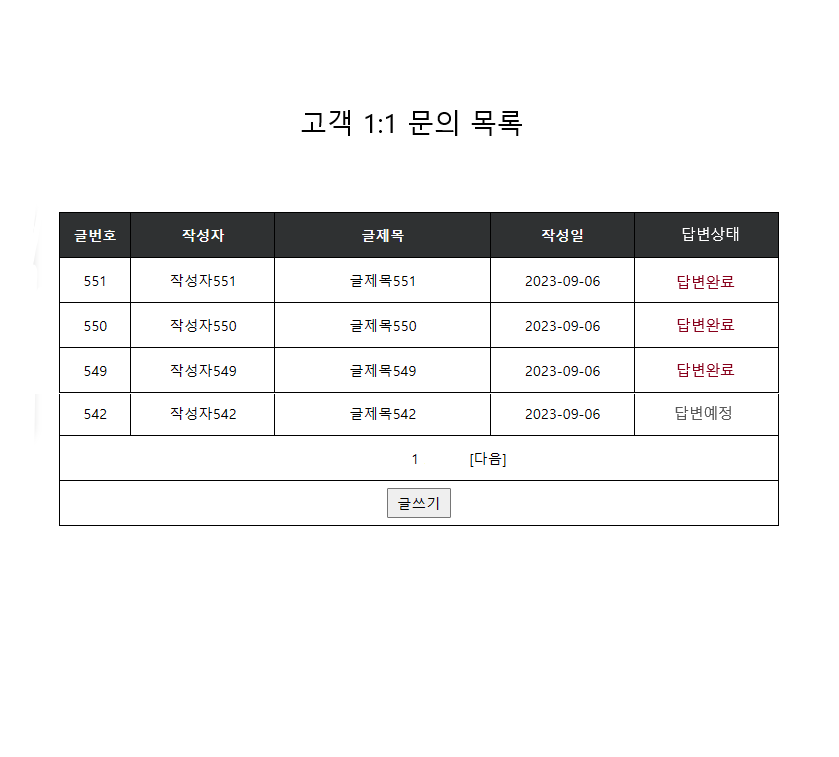 고객 1:1 문의 목록
글번호 작성자 글제목 작성일 답변상태
551 작성자551 글제목551 2023-09-06 답변완료
550 작성자550 글제목550 2023-09-06 답변완료
549 작성자549 글제목549 2023-09-06 답변완료
542 작성자542 글제목542 2023-09-06 답변예정
1 [다음]
글쓰기